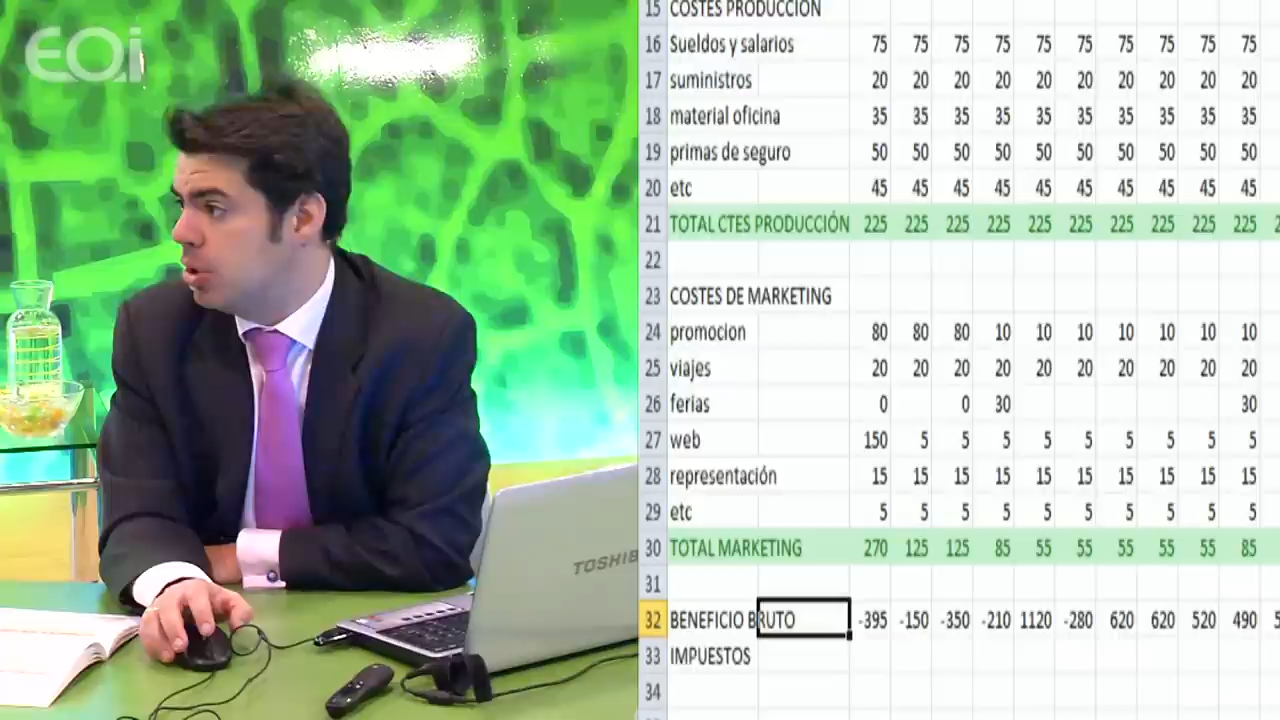 EOi
TOSHIB
15 COSTES PRODUCCIÓN
16 Sueldos y salarios 75 75 75 75 75 75 75 75 75 75
17 suministros 20 20 20 20 20 20 20 20 20 20
18 material oficina 35 35 35 35 35 35 35 35 35 35
19 primas de seguro 50 50 50 50 50 50 50 50 50 50
20 etc 45 45 45 45 45 45 45 45 45 45
21 TOTAL CTES PRODUCCIÓN 225 225 225 225 225 225 225 225 225 225 2
22
23 COSTES DE MARKETING
24 promocion 80 80 80 10 10 10 10 10 10 10
25 viajes 20 20 20 20 20 20 20 20 20 20
26 ferias 0 0 30 30
27 web 150 5 5 5 5 5 5 5 5 5
28 representación 15 15 15 15 15 15 15 15 15 15
29 etc 5 5 5 5 5 5 5 5 5 5
30 TOTAL MARKETING 270 125 125 85 55 55 55 55 55 85
31
32 BENEFICIO BRUTO -395 -150 -350 -210 1120 -280 620 620 520 490 5
33 IMPUESTOS
34